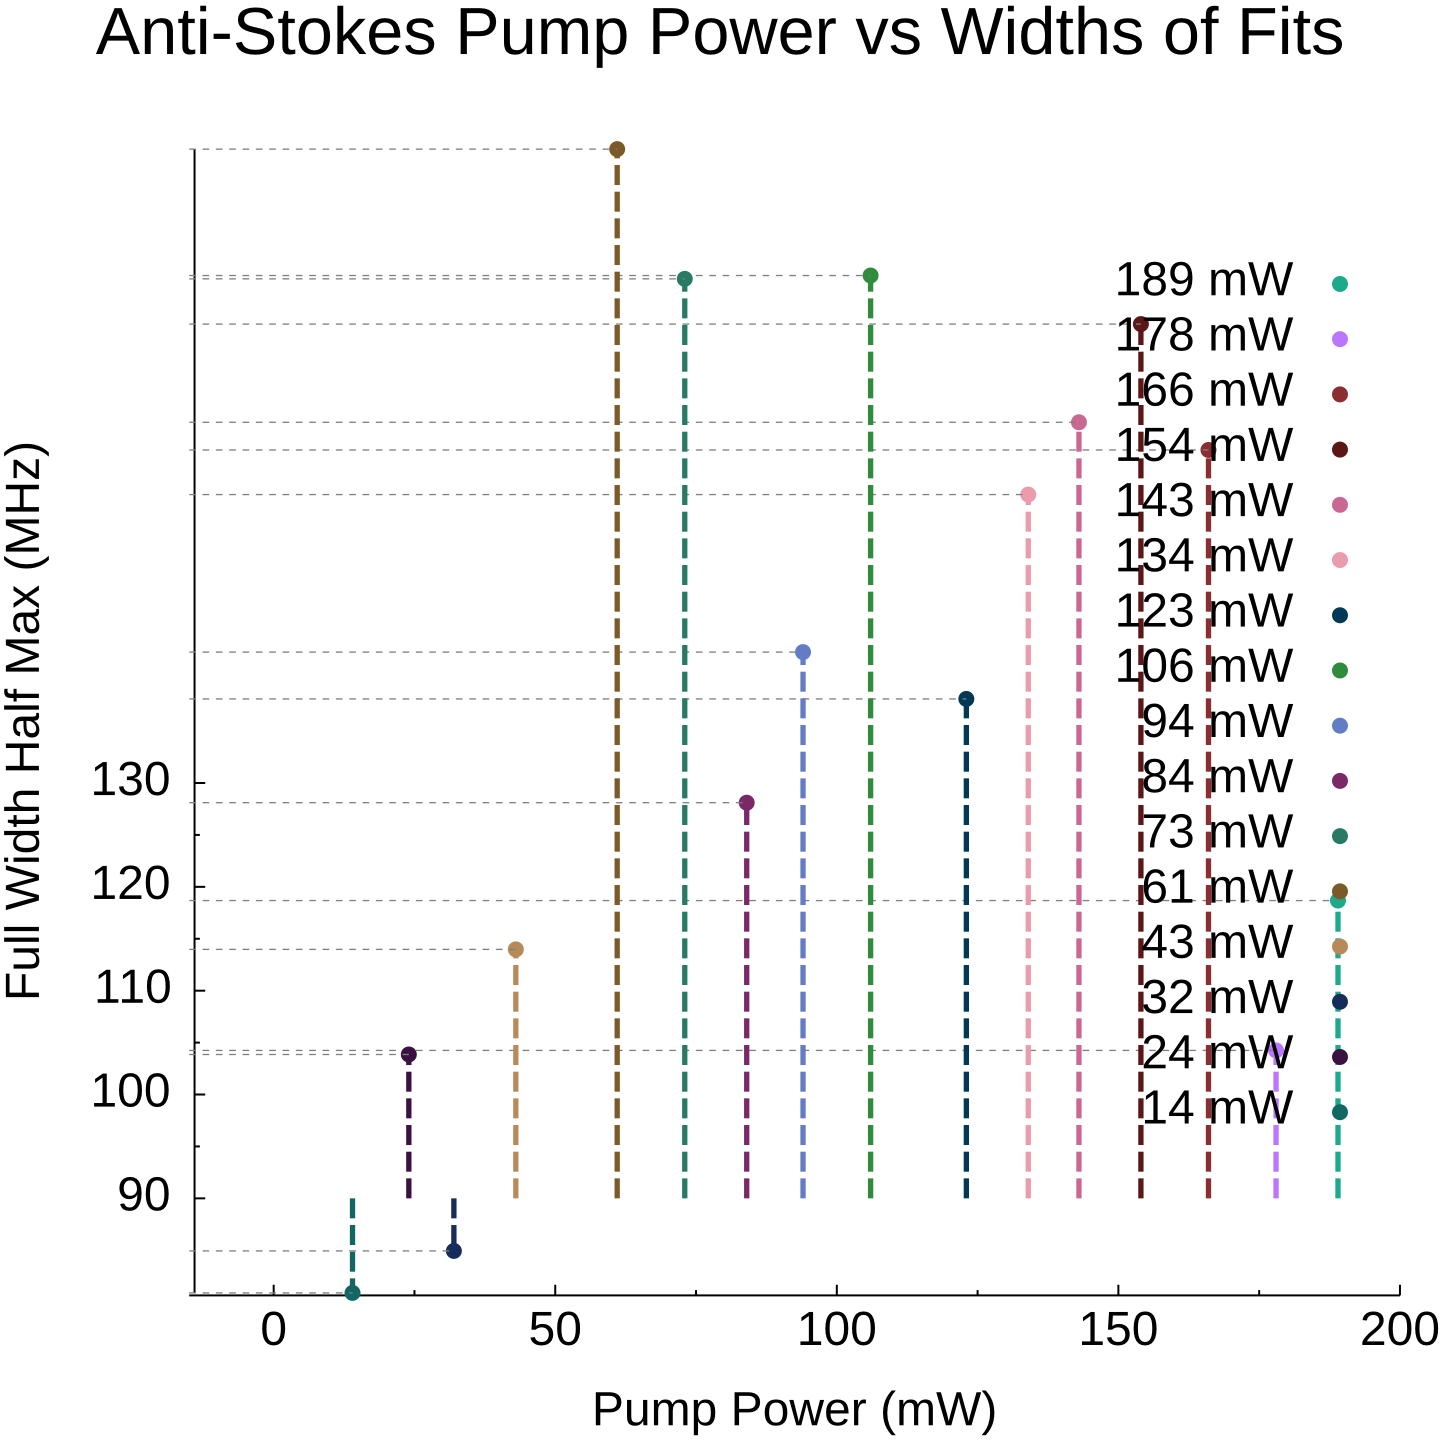 Anti-Stokes Pump Power vs Widths of Fits
189 mW
178 mW
166 mW
154 mW
143 mW
134 mW
123 mW
106 mW
94 mW
84 mW
73 mW
61 mW
43 mW
32 mW
24 mW
14 mW
Full Width Half Max (MHz)
130
120
110
100
90
0 50 100 150 200
Pump Power (mW)